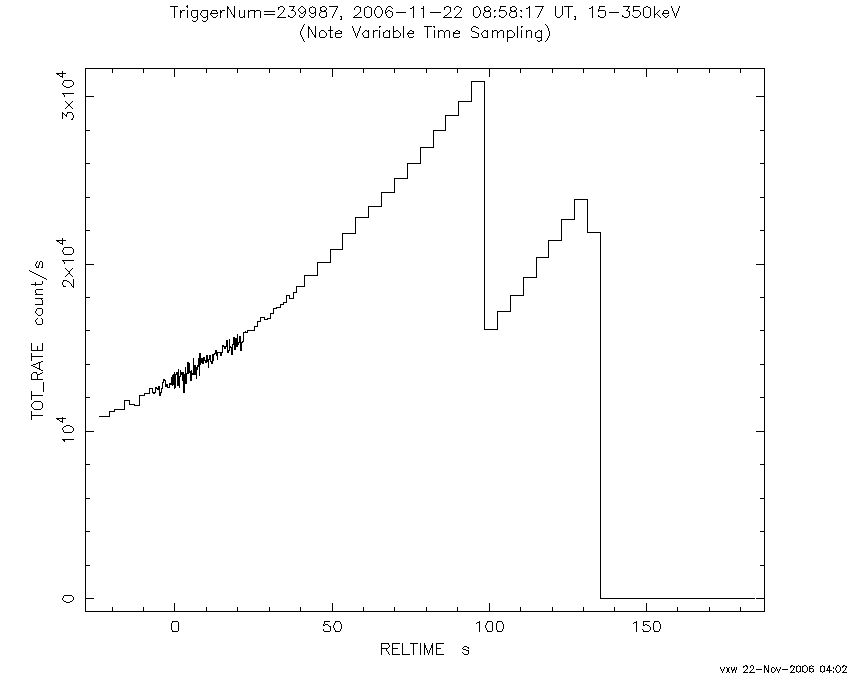 TriggerNum=239987, 2006-11-22 08:58:17 UT, 15-350keV
(Note Variable Time Sampling)
TOT_RATE count/s
3×10⁴
2×10⁴
10⁴
0
0 50 100 150
RELTIME s
vxw 22-Nov-2006 04:02